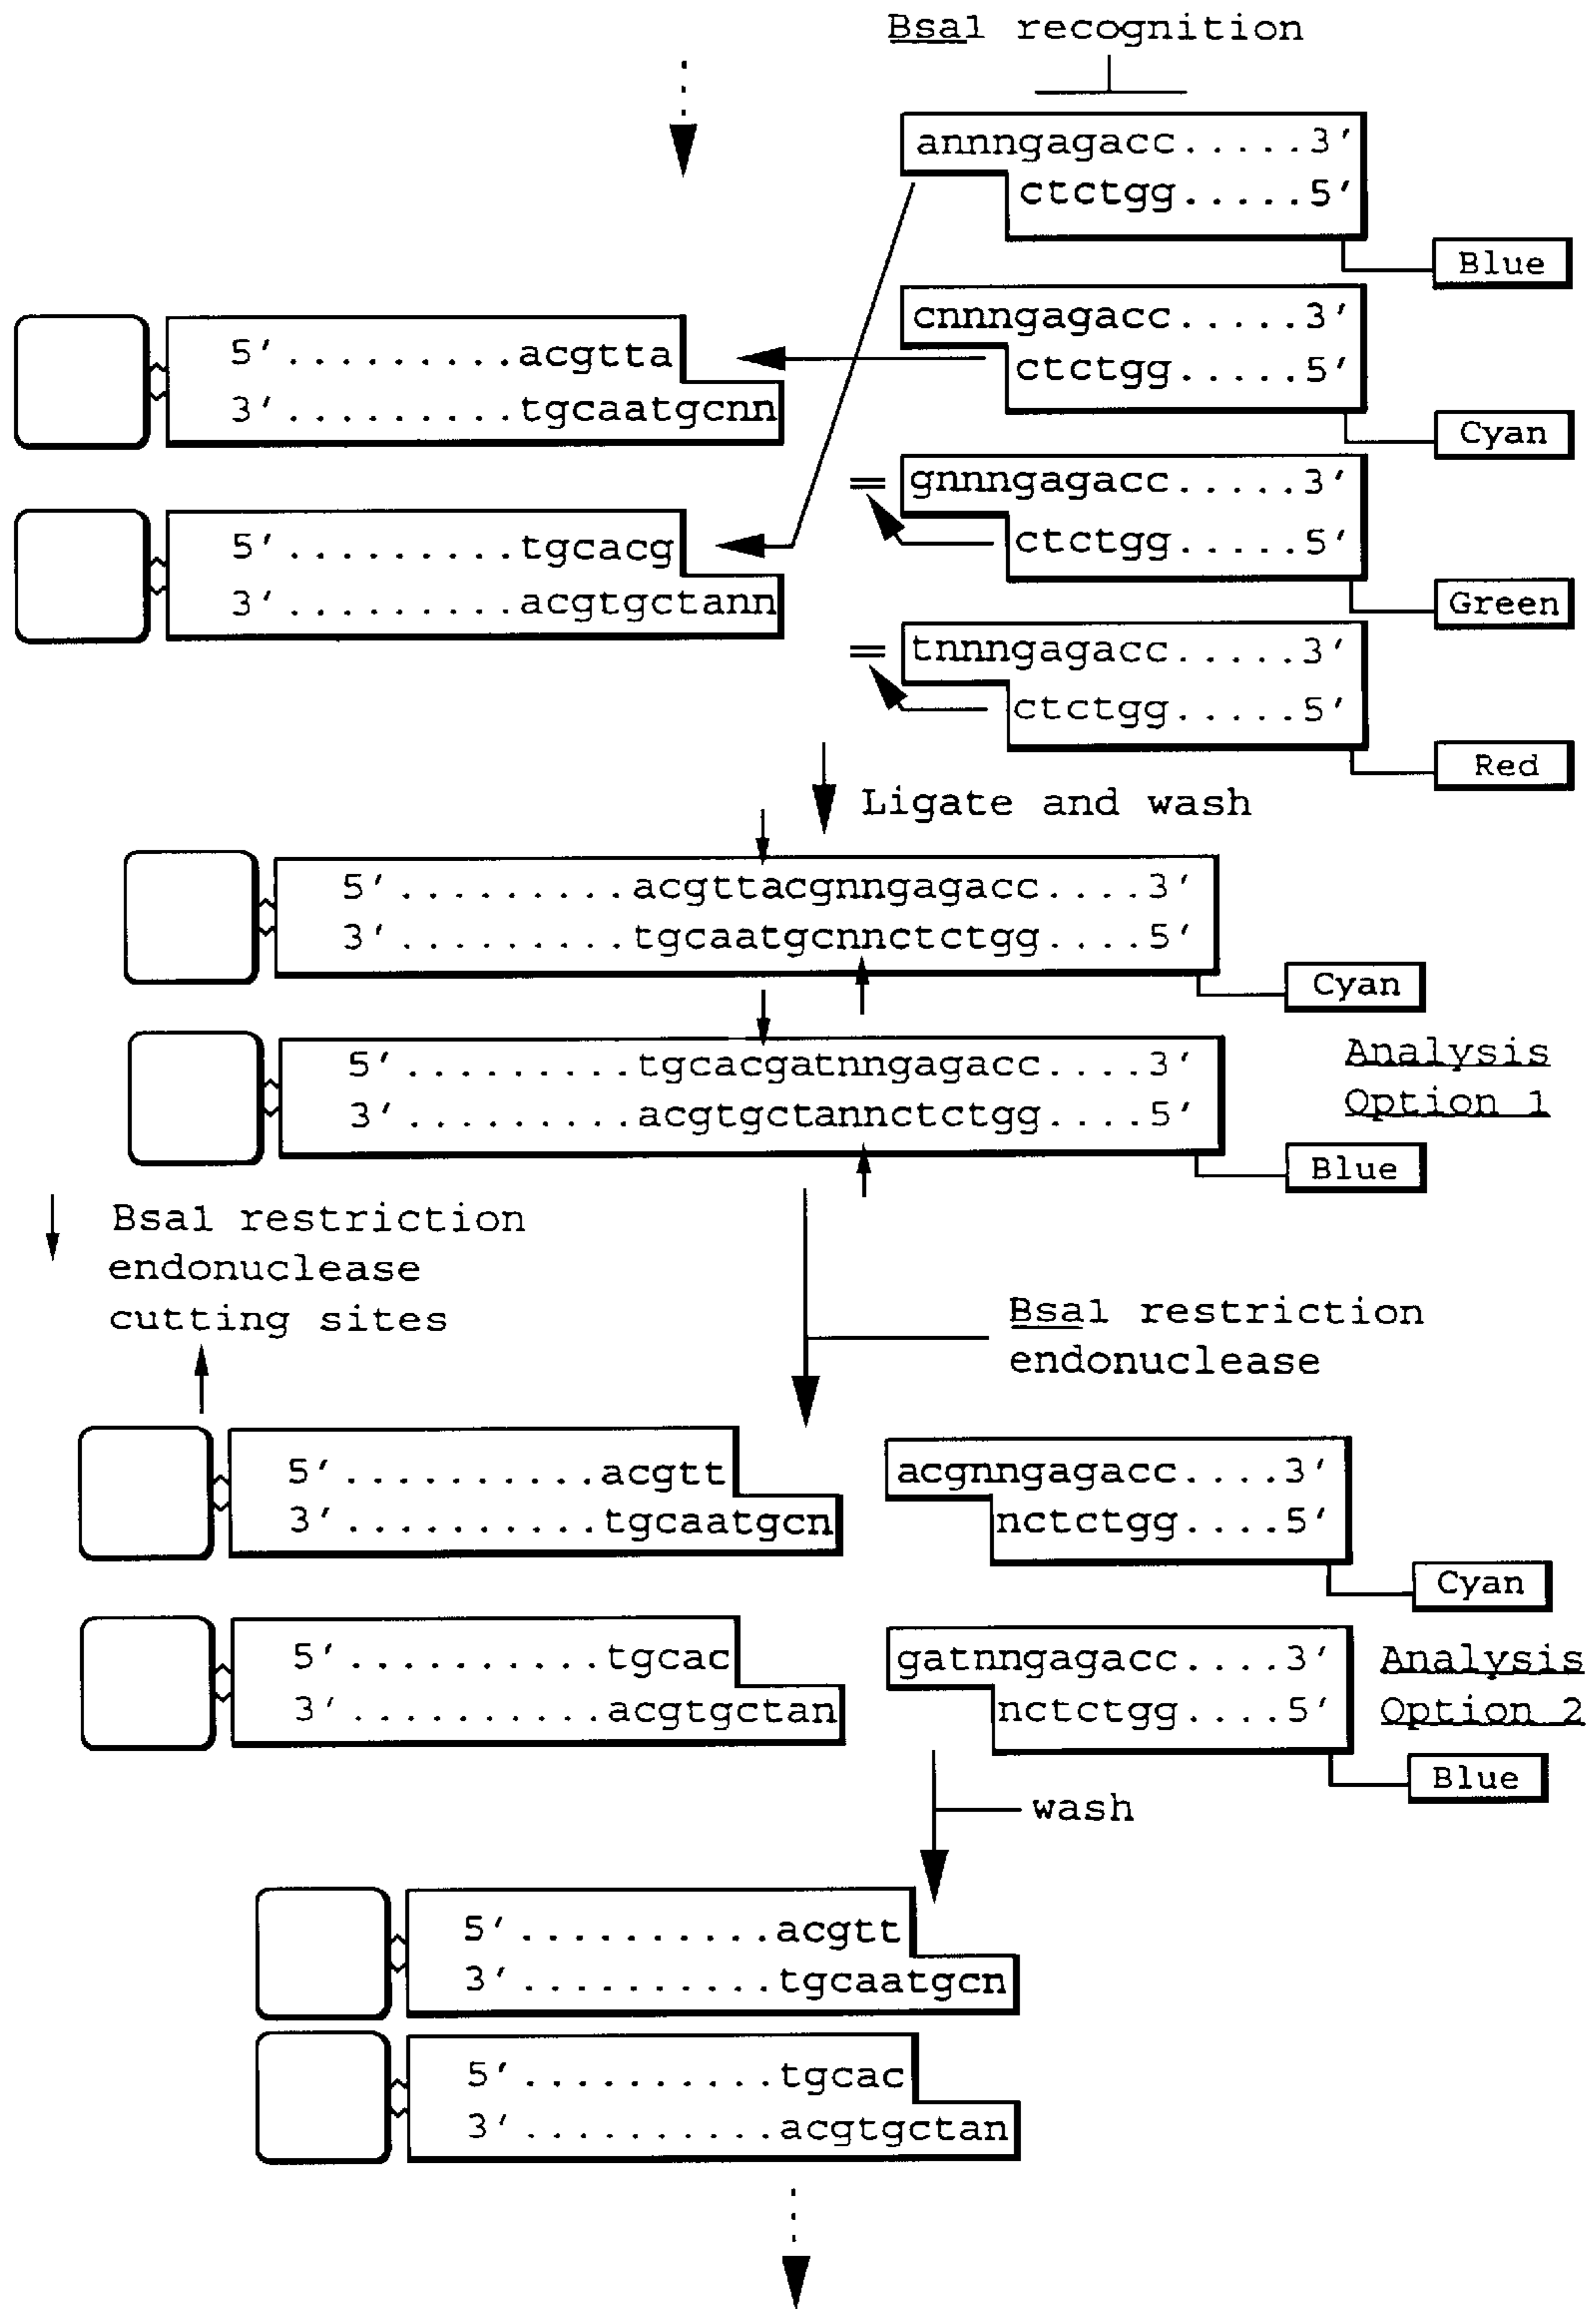 Bsa1 recognition
annngagacc.....3′
ctctgg.....5′
Blue
cnnngagacc.....3′
ctctgg.....5′
Cyan
5′.........acgtta
3′.........tgcaatgcnn
= gnnngagacc.....3′
ctctgg.....5′
Green
5′.........tgcacg
3′.........acgtgctann
= tnnngagacc.....3′
ctctgg.....5′
Red
Ligate and wash
5′.........acgttacgnngagacc....3′
3′.........tgcaatgcnnctctgg....5′
Cyan
5′.........tgcacgatnngagacc....3′
3′.........acgtgctannctctgg....5′
Blue
Analysis
Option 1
Bsa1 restriction
endonuclease
cutting sites
Bsa1 restriction
endonuclease
5′..........acgtt
3′..........tgcaatgcn
acgnngagacc....3′
nctctgg....5′
Cyan
5′..........tgcac
3′..........acgtgctan
gatnngagacc....3′
nctctgg....5′
Blue
Analysis
Option 2
wash
5′..........acgtt
3′..........tgcaatgcn
5′..........tgcac
3′..........acgtgctan